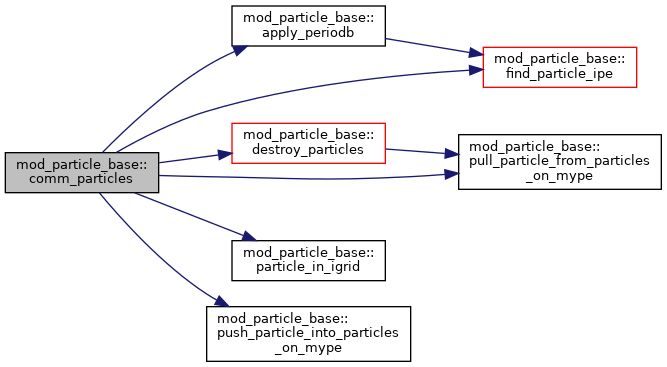 mod_particle_base::
apply_periodb
mod_particle_base::
find_particle_ipe
mod_particle_base::
destroy_particles
mod_particle_base::
pull_particle_from_particles
_on_mype
mod_particle_base::
comm_particles
mod_particle_base::
particle_in_igrid
mod_particle_base::
push_particle_into_particles
_on_mype